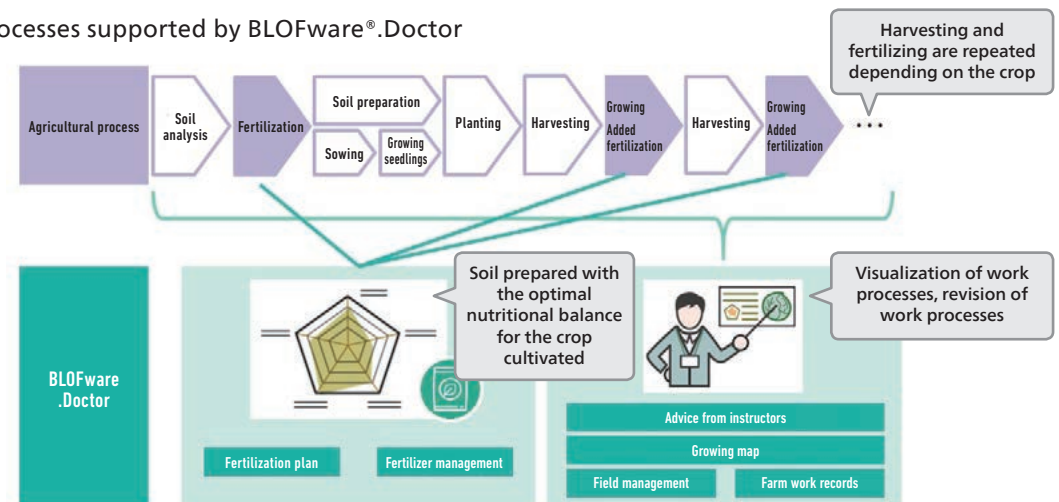 ocesses supported by BLOFware®.Doctor
Harvesting and
fertilizing are repeated
depending on the crop
Agricultural process
Soil
analysis
Fertilization
Soil preparation
Sowing
Growing
seedlings
Planting
Harvesting
Growing
Added
fertilization
Harvesting
Growing
Added
fertilization
...
BLOFware
.Doctor
Soil prepared with
the optimal
nutritional balance
for the crop
cultivated
Fertilization plan
Fertilizer management
Visualization of work
processes, revision of
work processes
Advice from instructors
Growing map
Field management
Farm work records